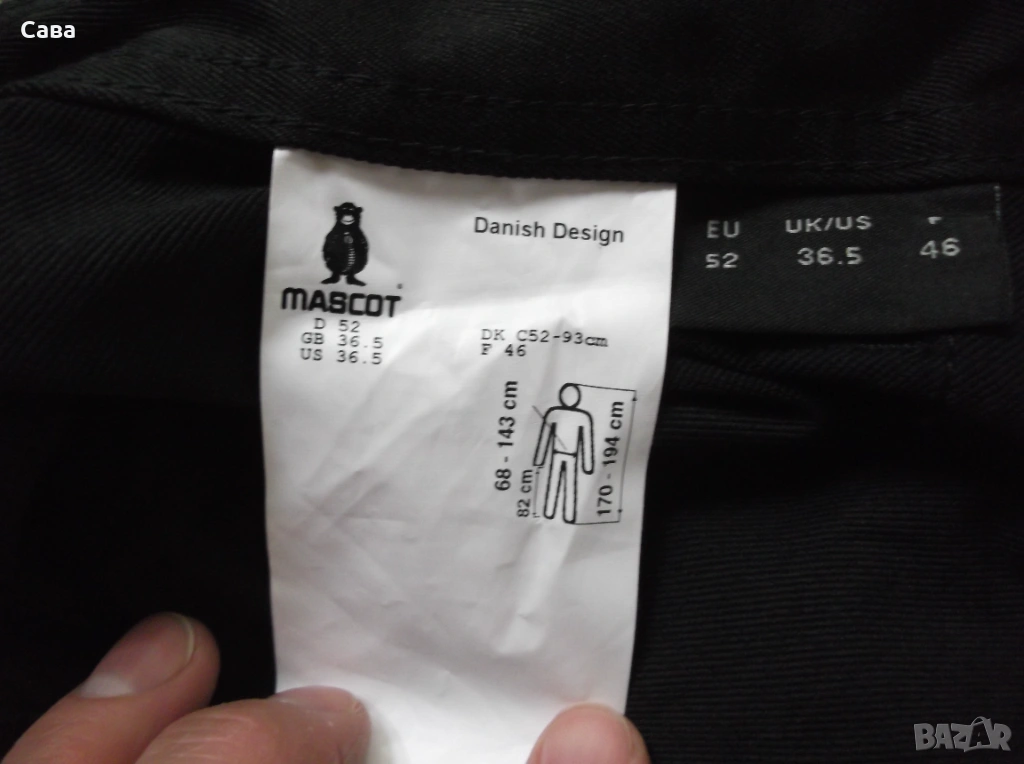 Сава
Danish Design
MASCOT
D 52
GB 36.5
US 36.5
DK C52-93cm
F 46
68 - 143 cm
82 cm
170 - 194 cm
EU UK/US
52 36.5 46
BAZAR